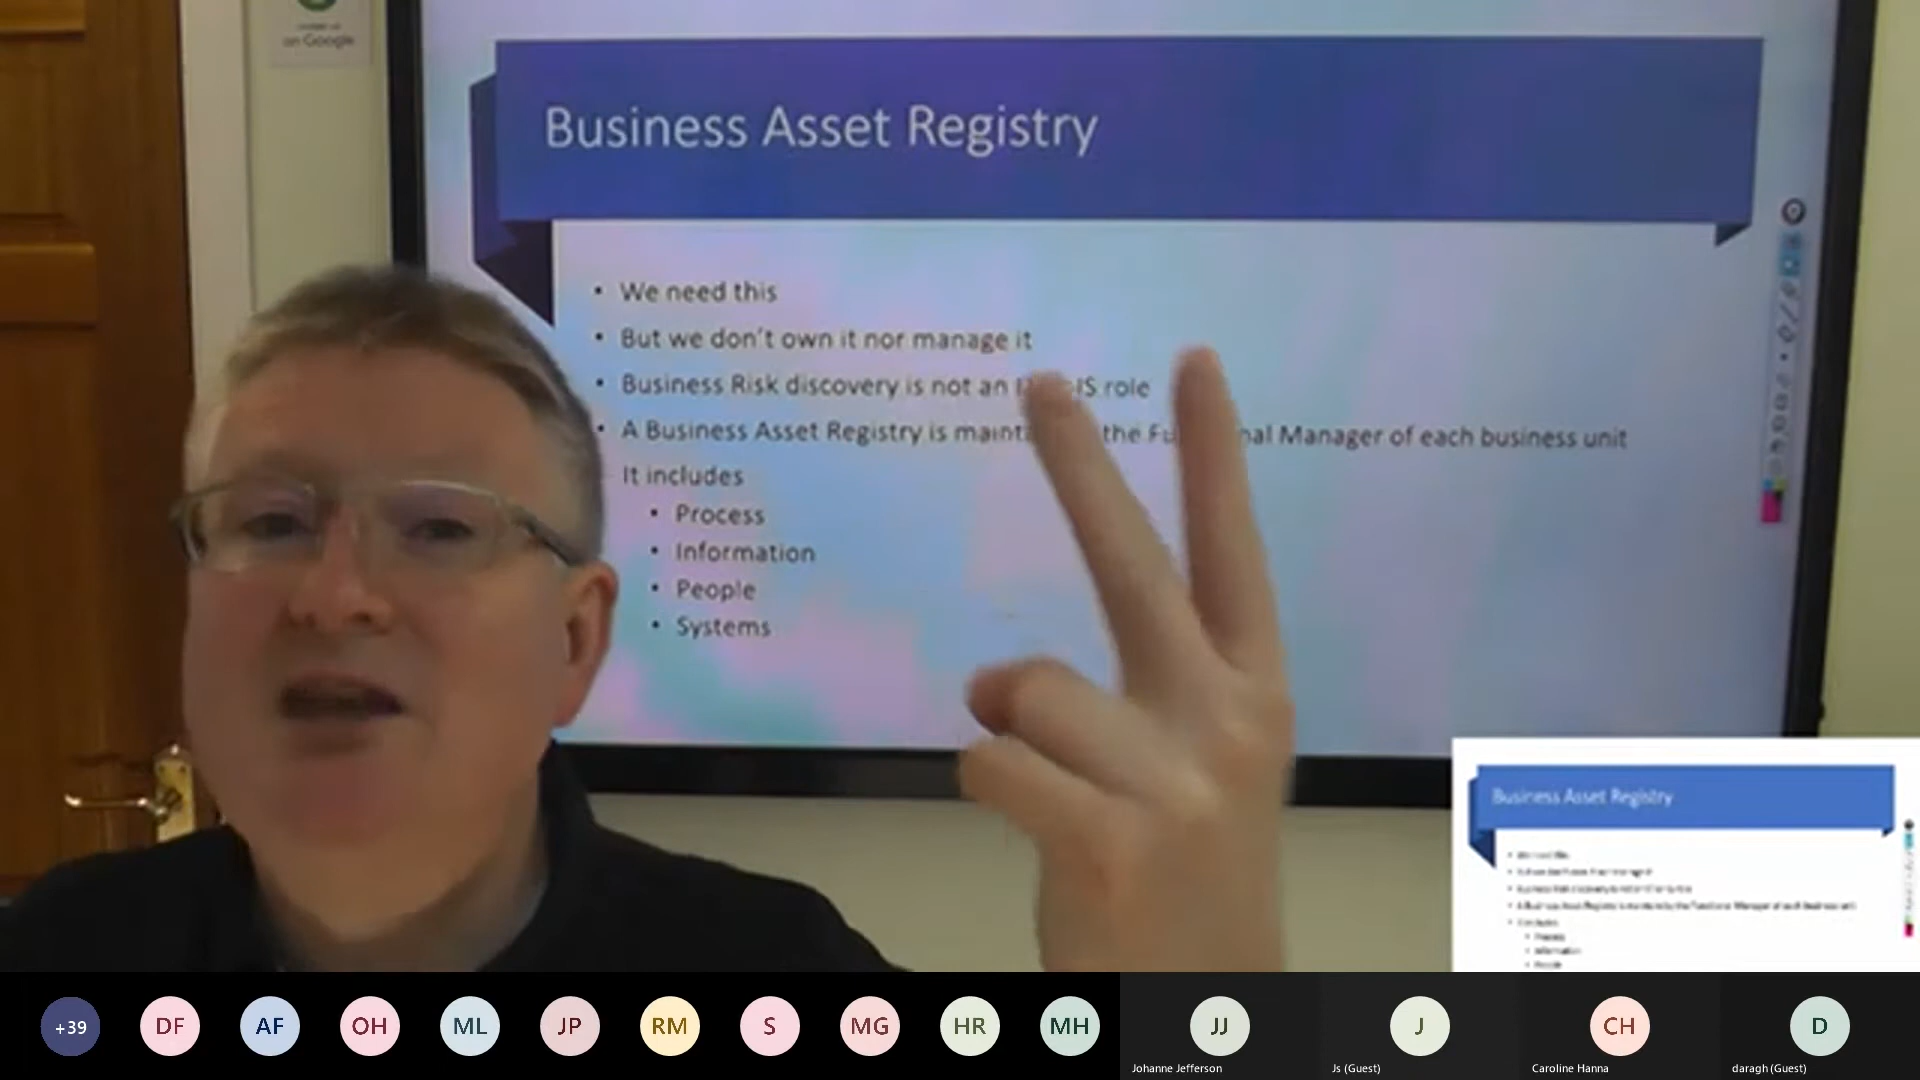 on Google
Business Asset Registry
• We need this
• But we don't own it nor manage it
• Business Risk discovery is not an IS role
• A Business Asset Registry is the Manager of each business unit
It includes
• Process
• Information
• People
• Systems
Business Asset Registry
+39
DF
AF
OH
ML
JP
RM
S
MG
HR
MH
JJ
J
CH
D
Johanne Jefferson
Js (Guest)
Caroline Hanna
daragh (Guest)